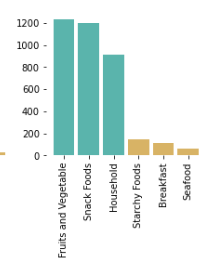 1200
1000
800
600
400
200
0
Fruits and Vegetable
Snack Foods
Household
Starchy Foods
Breakfast
Seafood